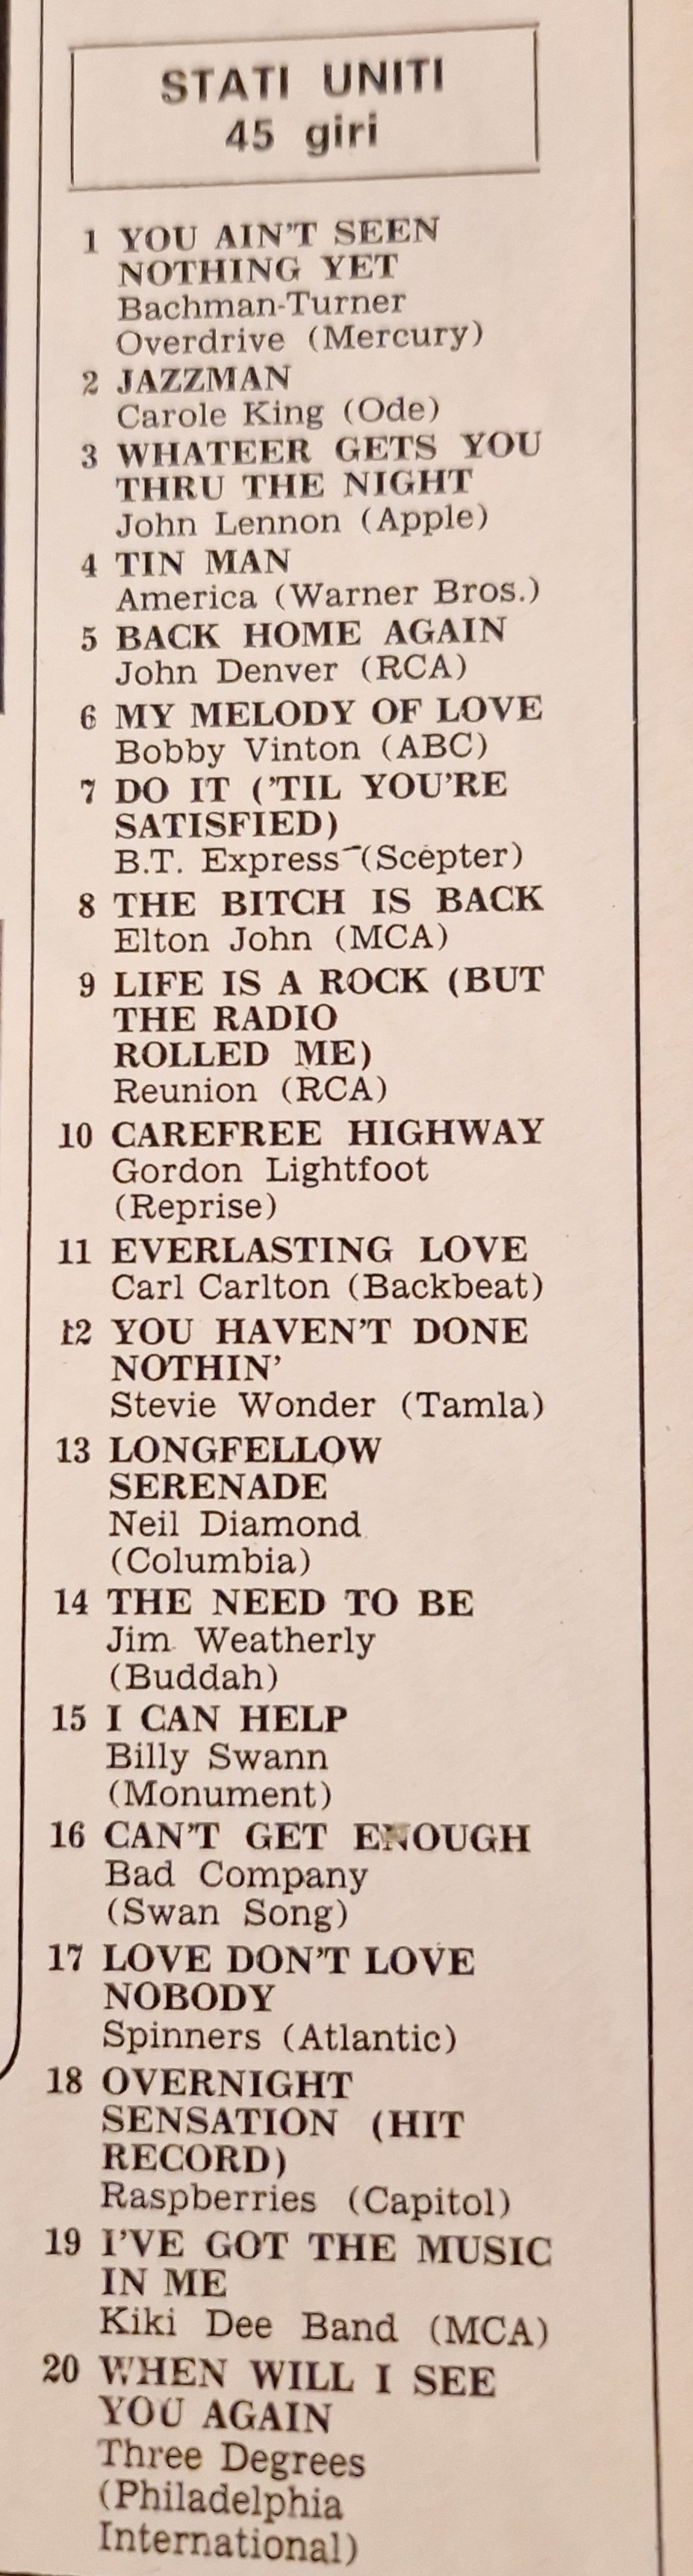 STATI UNITI
45 giri
1 YOU AIN'T SEEN
NOTHING YET
Bachman-Turner
Overdrive (Mercury)
2 JAZZMAN
Carole King (Ode)
3 WHATEER GETS YOU
THRU THE NIGHT
John Lennon (Apple)
4 TIN MAN
America (Warner Bros.)
5 BACK HOME AGAIN
John Denver (RCA)
6 MY MELODY OF LOVE
Bobby Vinton (ABC)
7 DO IT ('TIL YOU'RE
SATISFIED)
B.T. Express (Scepter)
8 THE BITCH IS BACK
Elton John (MCA)
9 LIFE IS A ROCK (BUT
THE RADIO
ROLLED ME)
Reunion (RCA)
10 CAREFREE HIGHWAY
Gordon Lightfoot
(Reprise)
11 EVERLASTING LOVE
Carl Carlton (Backbeat)
12 YOU HAVEN'T DONE
NOTHIN'
Stevie Wonder (Tamla)
13 LONGFELLOW
SERENADE
Neil Diamond
(Columbia)
14 THE NEED TO BE
Jim Weatherly
(Buddah)
15 I CAN HELP
Billy Swann
(Monument)
16 CAN'T GET ENOUGH
Bad Company
(Swan Song)
17 LOVE DON'T LOVE
NOBODY
Spinners (Atlantic)
18 OVERNIGHT
SENSATION (HIT
RECORD)
Raspberries (Capitol)
19 I'VE GOT THE MUSIC
IN ME
Kiki Dee Band (MCA)
20 WHEN WILL I SEE
YOU AGAIN
Three Degrees
(Philadelphia
International)